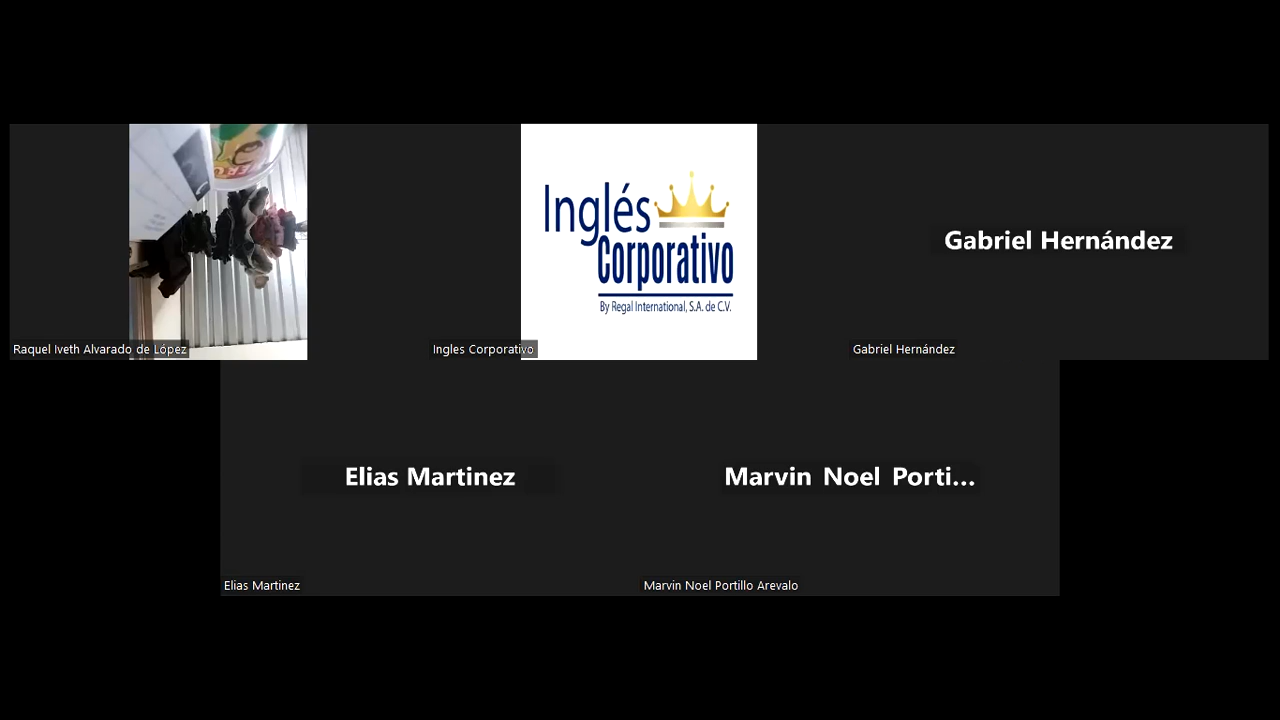 Inglés
Corporativo
By Regal International, S.A. de C.V.
Gabriel Hernández
Raquel Iveth Alvarado de López
Ingles Corporativo
Gabriel Hernández
Elias Martinez
Marvin Noel Porti...
Elias Martinez
Marvin Noel Portillo Arevalo